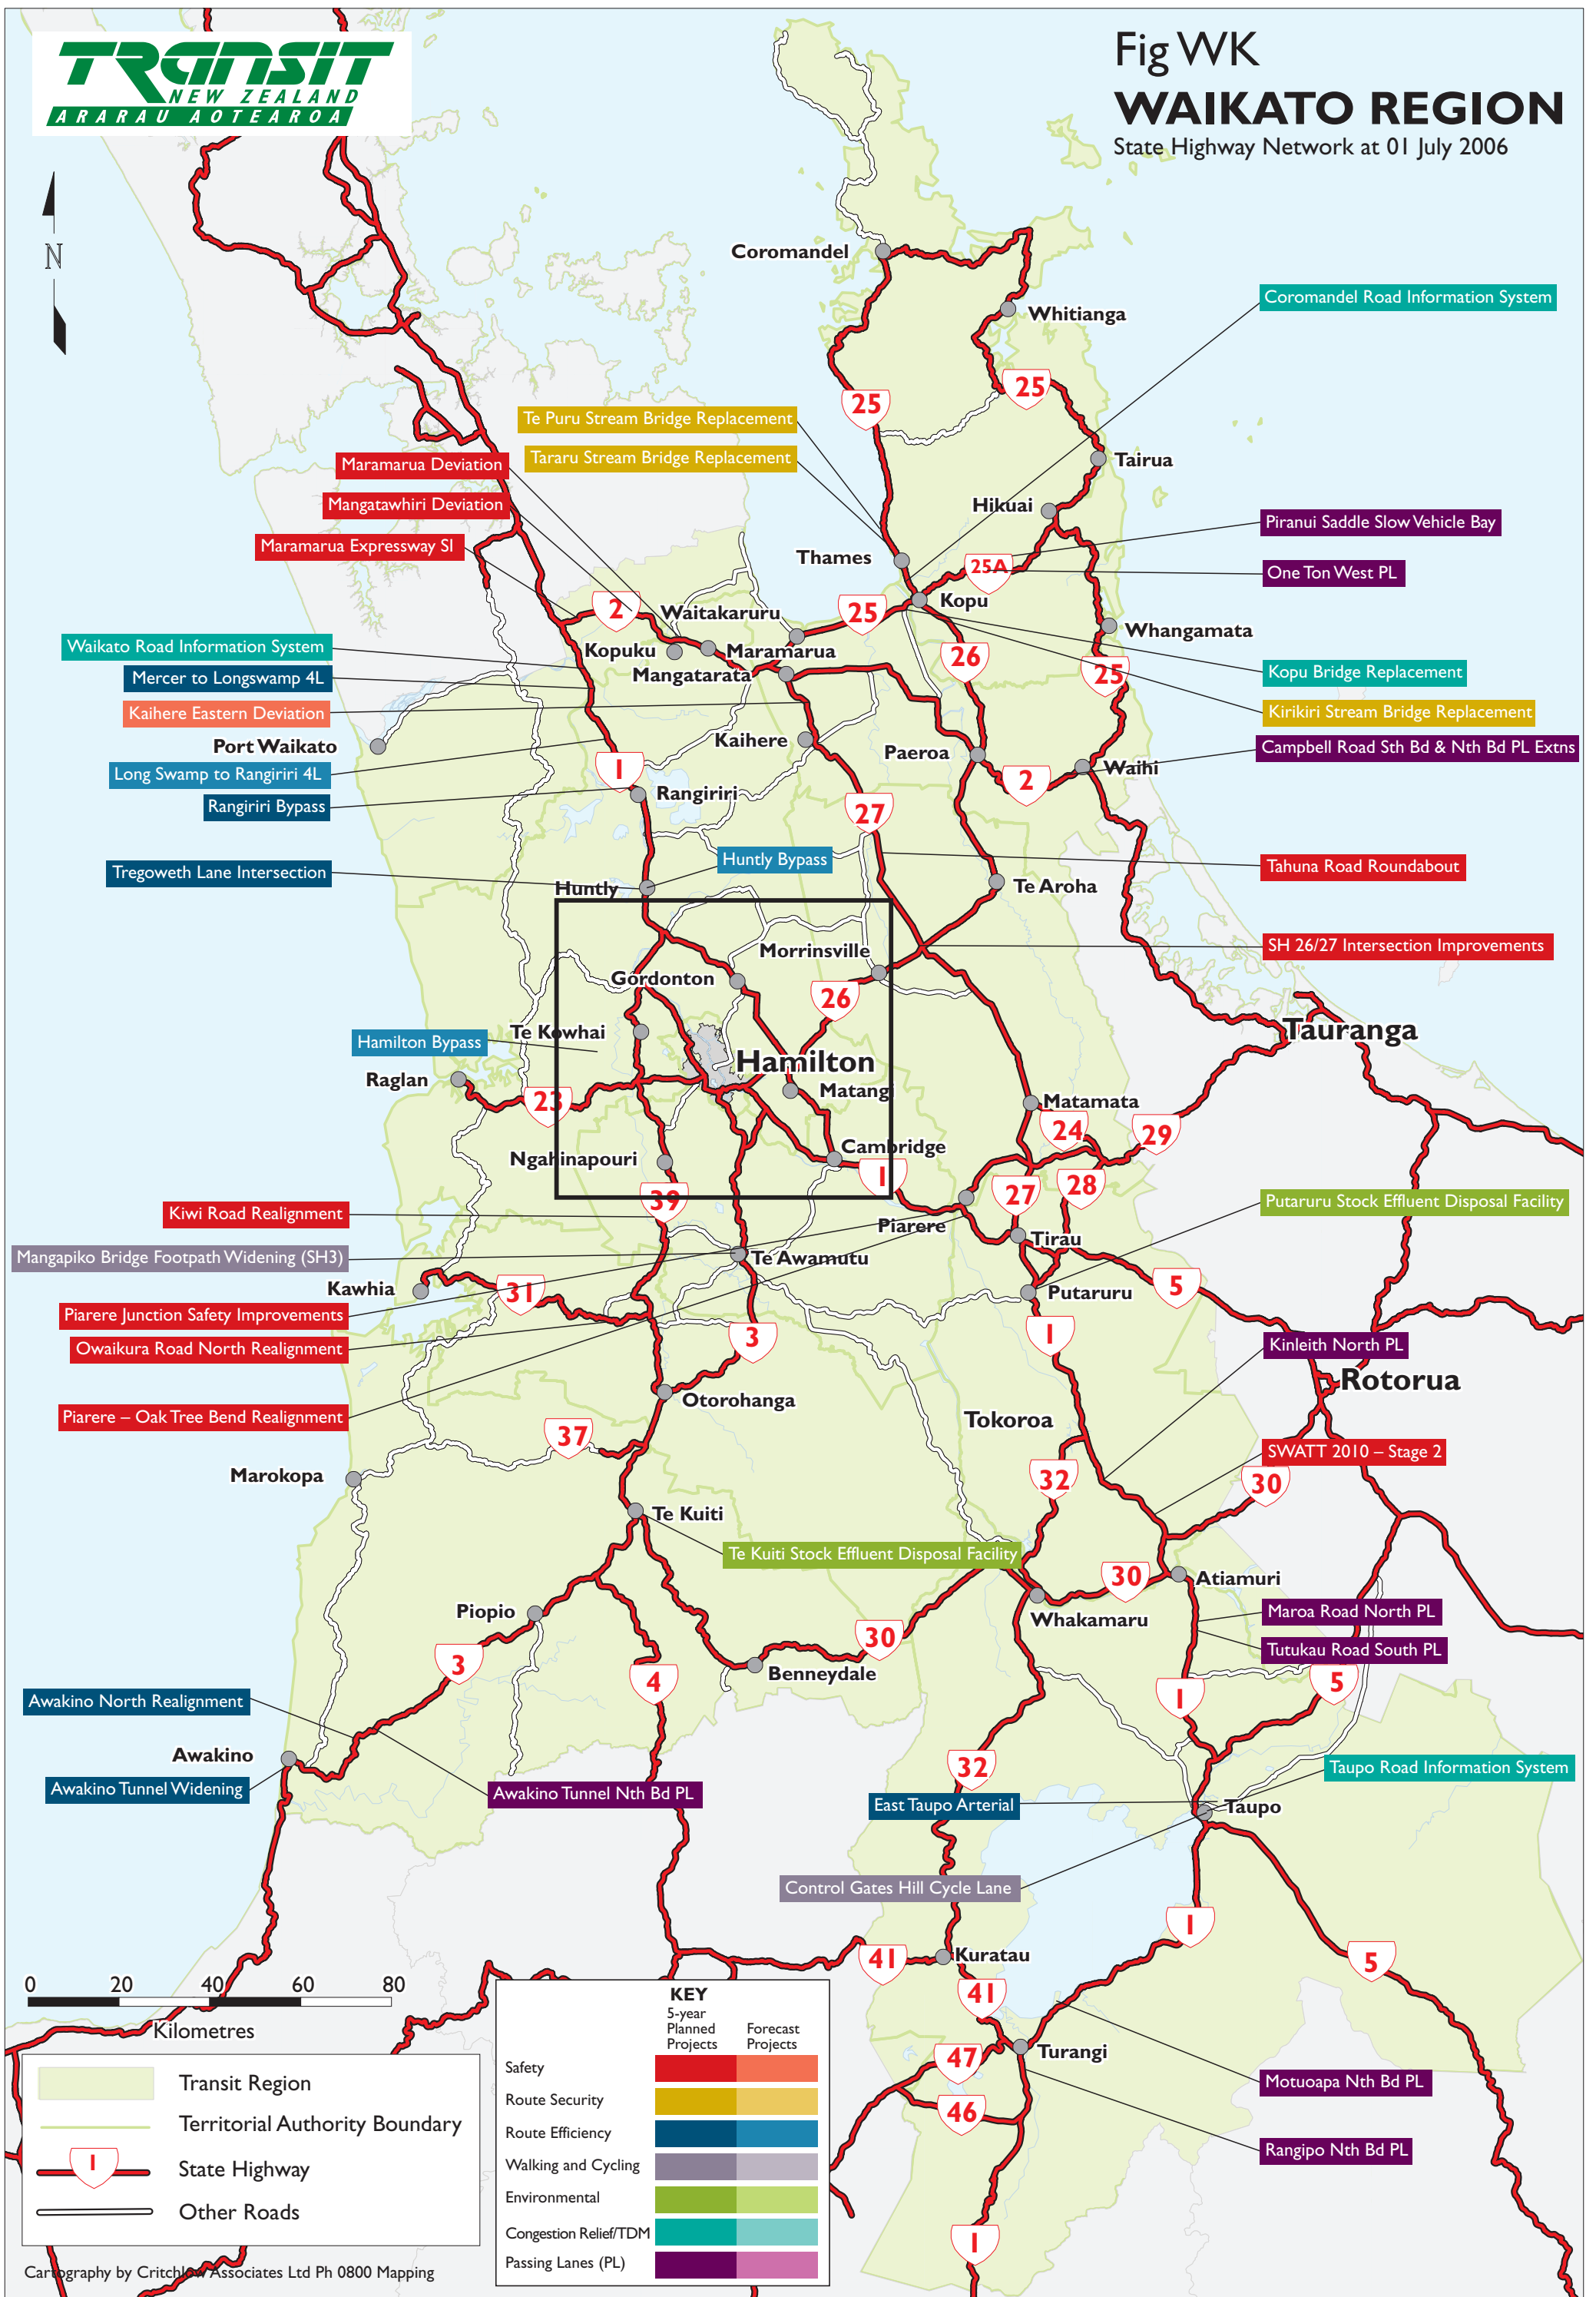 TRANSIT
NEW ZEALAND
ARARAU AOTEAROA
Fig WK
WAIKATO REGION
State Highway Network at 01 July 2006
N
Coromandel
Whitianga
Coromandel Road Information System
25
25
Te Puru Stream Bridge Replacement
Tararu Stream Bridge Replacement
Maramarua Deviation
Tairua
Mangatawhiri Deviation
Hikuai
Piranui Saddle Slow Vehicle Bay
Maramarua Expressway SI
Thames
25A
One Ton West PL
2
Waitakaruru
25
Kopu
Whangamata
Waikato Road Information System
Kopuku
Maramarua
26
Mangatarata
25
Kopu Bridge Replacement
Mercer to Longswamp 4L
Kaihere Eastern Deviation
Kirikiri Stream Bridge Replacement
Port Waikato
Kaihere
Paeroa
Campbell Road Sth Bd & Nth Bd PL Extns
Long Swamp to Rangiriri 4L
1
2
Waihi
Rangiriri Bypass
Rangiriri
27
Huntly Bypass
Tregoweth Lane Intersection
Tahuna Road Roundabout
Huntly
Te Aroha
Morrinsville
SH 26/27 Intersection Improvements
Gordonton
26
Te Kowhai
Tauranga
Hamilton Bypass
Hamilton
Raglan
Matangi
23
Matamata
24
29
Ngahinapouri
Cambridge
1
27
28
39
Kiwi Road Realignment
Piarere
Putaruru Stock Effluent Disposal Facility
Mangapiko Bridge Footpath Widening (SH3)
Te Awamutu
Tirau
Kawhia
31
Putaruru
5
Piarere Junction Safety Improvements
3
1
Owaikura Road North Realignment
Kinleith North PL
Otorohanga
Rotorua
Piarere – Oak Tree Bend Realignment
Tokoroa
37
SWATT 2010 – Stage 2
Marokopa
32
30
Te Kuiti
Te Kuiti Stock Effluent Disposal Facility
30
Atiamuri
Piopio
Whakamaru
Maroa Road North PL
30
Tutukau Road South PL
3
Benneydale
4
1
5
Awakino North Realignment
Awakino
32
Taupo Road Information System
Awakino Tunnel Widening
Awakino Tunnel Nth Bd PL
East Taupo Arterial
Taupo
Control Gates Hill Cycle Lane
1
41
Kuratau
5
0 20 40 60 80
Kilometres
41
KEY
5-year
Planned
Projects
Forecast
Projects
Turangi
47
Safety
Motuoapa Nth Bd PL
Transit Region
Route Security
46
Territorial Authority Boundary
Route Efficiency
Rangipo Nth Bd PL
1
State Highway
Walking and Cycling
Environmental
Other Roads
Congestion Relief/TDM
1
Passing Lanes (PL)
Cartography by Critchlow Associates Ltd Ph 0800 Mapping